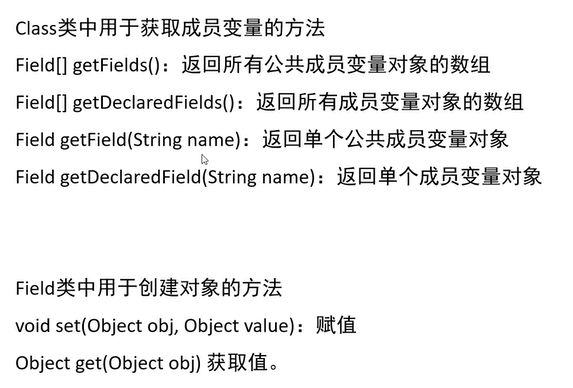 Class类中用于获取成员变量的方法
Field[] getFields()：返回所有公共成员变量对象的数组
Field[] getDeclaredFields()：返回所有成员变量对象的数组
Field getField(String name)：返回单个公共成员变量对象
Field getDeclaredField(String name)：返回单个成员变量对象
Field类中用于创建对象的方法
void set(Object obj, Object value)：赋值
Object get(Object obj) 获取值。